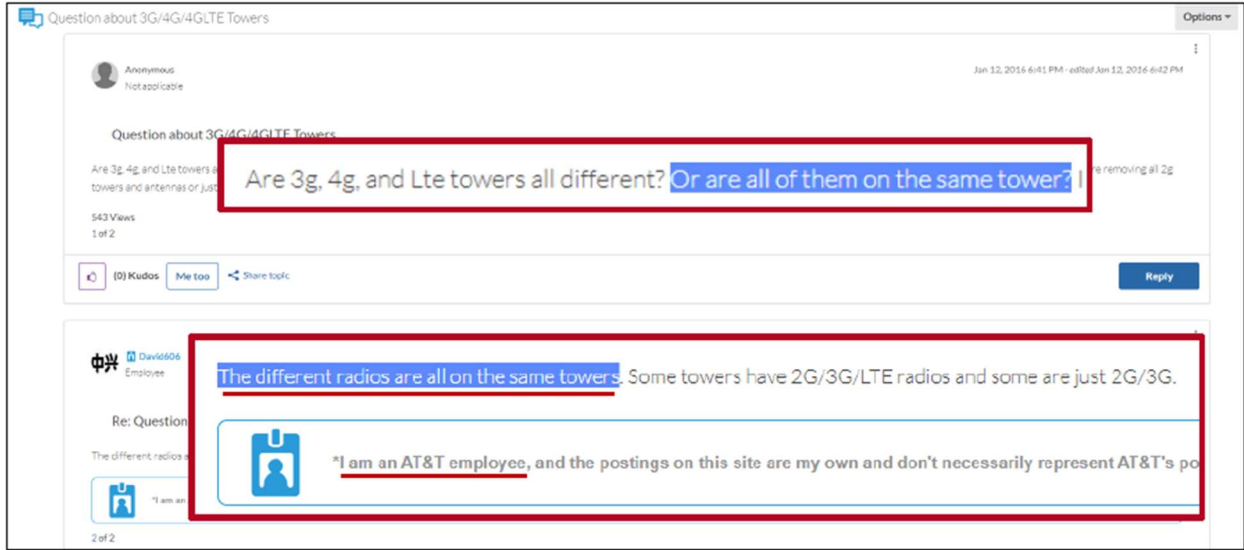 Question about 3G/4G/4GLTE Towers
Options
Anonymous
Not applicable
Jan 12, 2016 6:41 PM - edited Jan 12, 2016 6:42 PM
Question about 3G/4G/4GLTE Towers
Are 3g, 4g, and Lte towers a
re removing all 2g
towers and antennas or just
Are 3g, 4g, and Lte towers all different? Or are all of them on the same tower? I
543 Views
1 of 2
(0) Kudos Me too Share topic
Reply
中兴 David606
Employee
The different radios are all on the same towers. Some towers have 2G/3G/LTE radios and some are just 2G/3G.
Re: Question
The different radios a
*I am an AT&T employee, and the postings on this site are my own and don't necessarily represent AT&T's po
*I am an
2 of 2